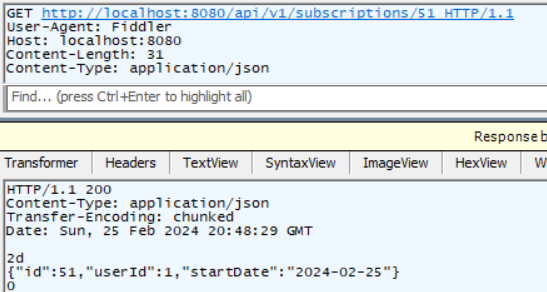 GET http://localhost:8080/api/v1/subscriptions/51 HTTP/1.1
User-Agent: Fiddler
Host: localhost:8080
Content-Length: 31
Content-Type: application/json
Find... (press Ctrl+Enter to highlight all)
Response b
Transformer Headers TextView SyntaxView ImageView HexView W
HTTP/1.1 200
Content-Type: application/json
Transfer-Encoding: chunked
Date: Sun, 25 Feb 2024 20:48:29 GMT
2d
{"id":51,"userId":1,"startDate":"2024-02-25"}
0